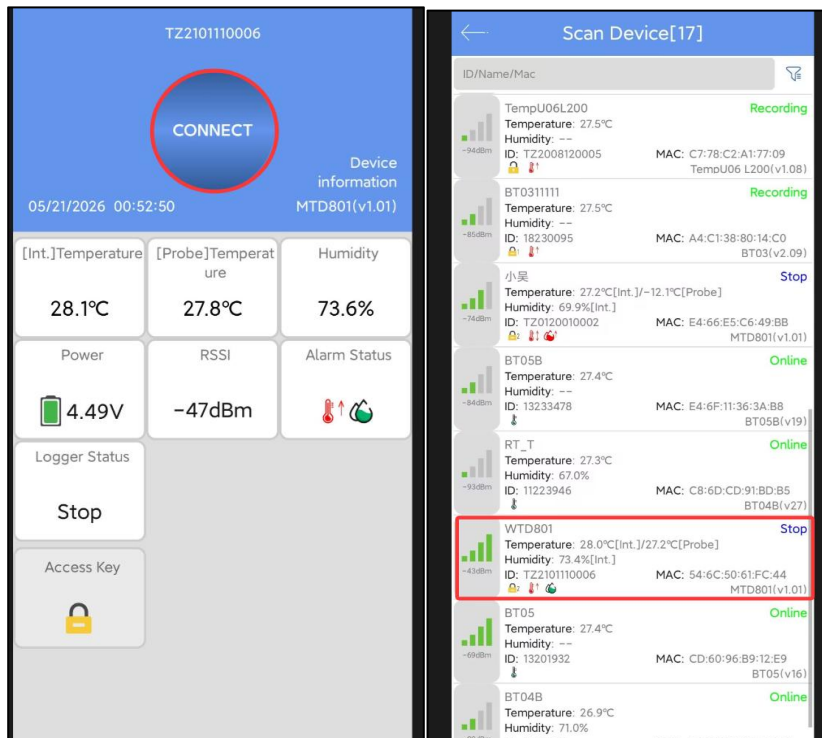 TZ2101110006
CONNECT
Device
information
05/21/2026 00:52:50
MTD801(v1.01)
[Int.]Temperature
28.1℃
[Probe]Temperat
ure
27.8℃
Humidity
73.6%
Power
4.49V
RSSI
-47dBm
Alarm Status
Logger Status
Stop
Access Key
Scan Device[17]
ID/Name/Mac
TempU06L200 Recording
Temperature: 27.5℃
Humidity: --
-94dBm
ID: TZ2008120005 MAC: C7:78:C2:A1:77:09
TempU06 L200(v1.08)
BT0311111 Recording
Temperature: 27.5℃
Humidity: --
-85dBm
ID: 18230095 MAC: A4:C1:38:80:14:C0
BT03(v2.09)
小吴 Stop
Temperature: 27.2℃[Int.]/-12.1℃[Probe]
Humidity: 69.9%[Int.]
-74dBm
ID: TZ0120010002 MAC: E4:66:E5:C6:49:BB
MTD801(v1.01)
BT05B Online
Temperature: 27.4℃
Humidity: --
-84dBm
ID: 13233478 MAC: E4:6F:11:36:3A:B8
BT05B(v19)
RT_T Online
Temperature: 27.3℃
Humidity: 67.0%
-93dBm
ID: 11223946 MAC: C8:6D:CD:91:BD:B5
BT04B(v27)
WTD801 Stop
Temperature: 28.0℃[Int.]/27.2℃[Probe]
Humidity: 73.4%[Int.]
-43dBm
ID: TZ2101110006 MAC: 54:6C:50:61:FC:44
MTD801(v1.01)
BT05 Online
Temperature: 27.4℃
Humidity: --
-69dBm
ID: 13201932 MAC: CD:60:96:B9:12:E9
BT05(v16)
BT04B Online
Temperature: 26.9℃
Humidity: 71.0%